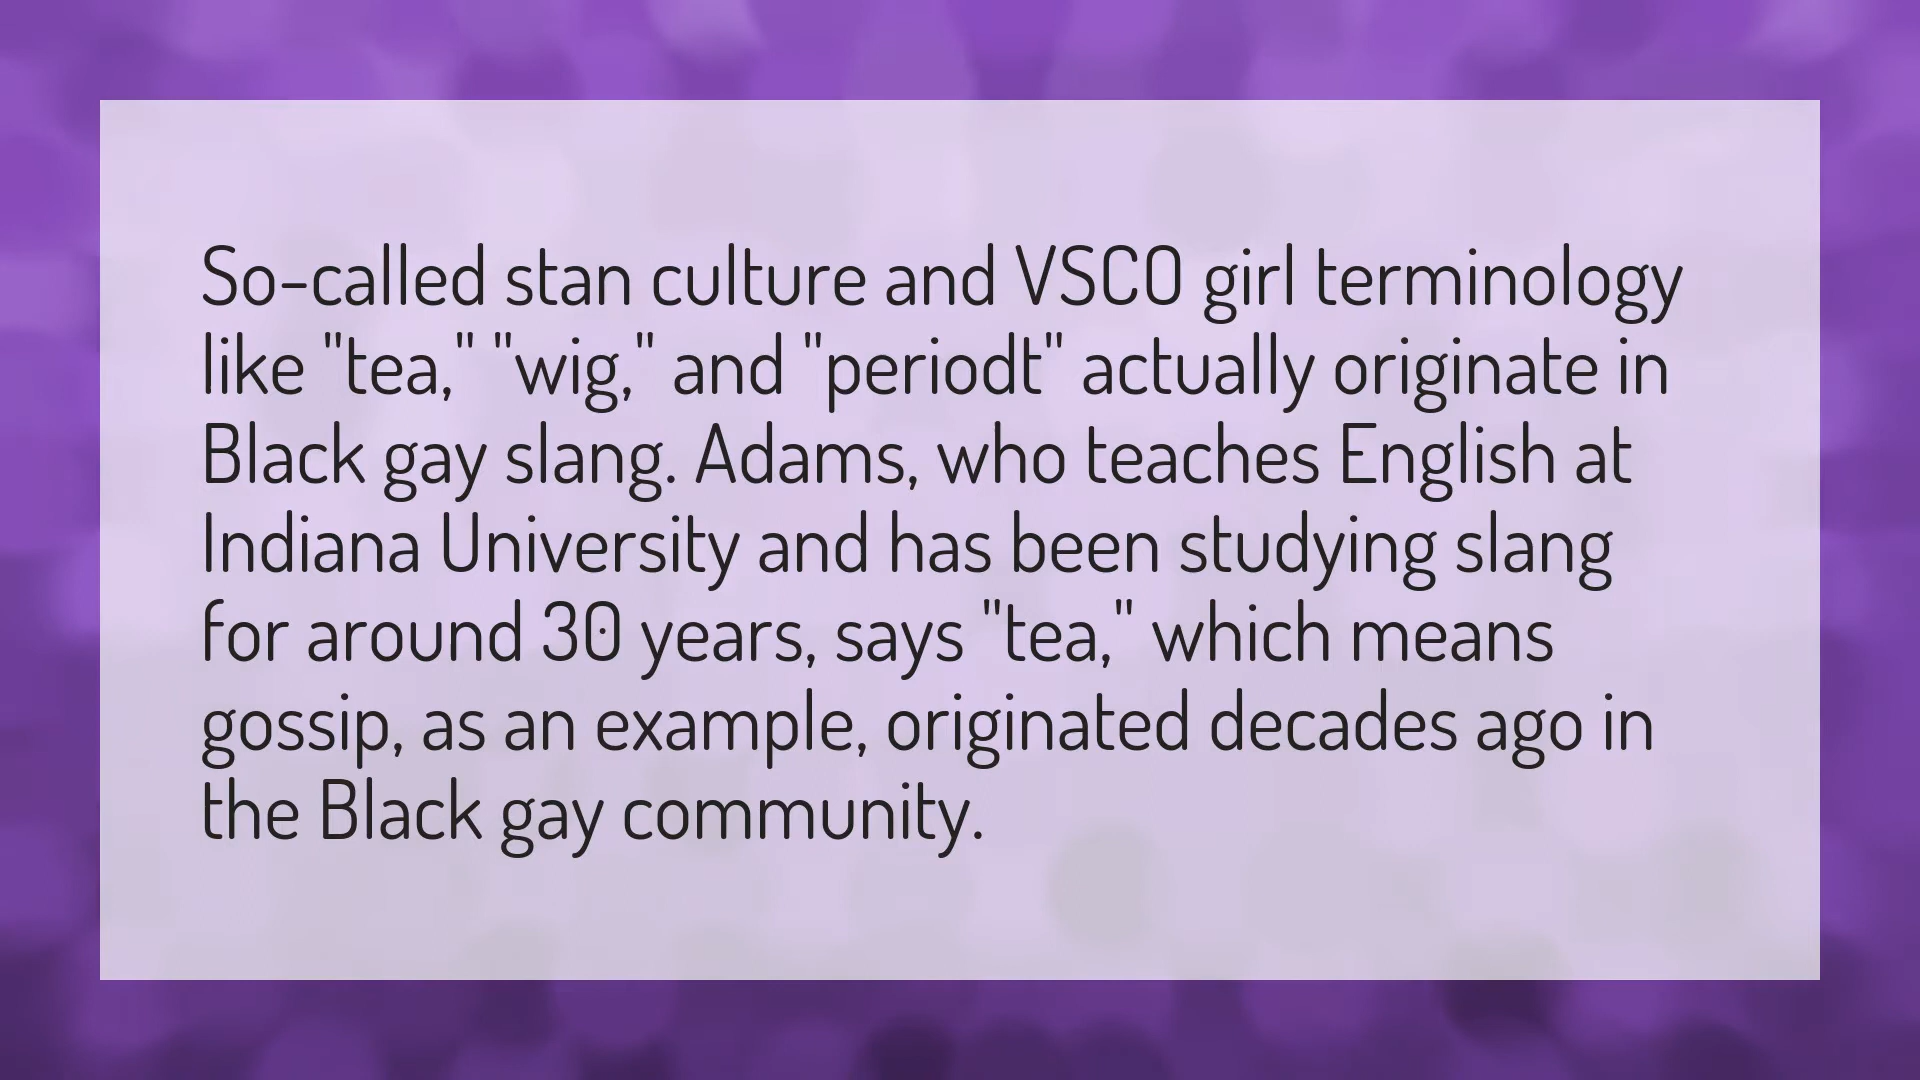 So-called stan culture and VSCO girl terminology
like "tea," "wig," and "periodt" actually originate in
Black gay slang. Adams, who teaches English at
Indiana University and has been studying slang
for around 30 years, says "tea," which means
gossip, as an example, originated decades ago in
the Black gay community.